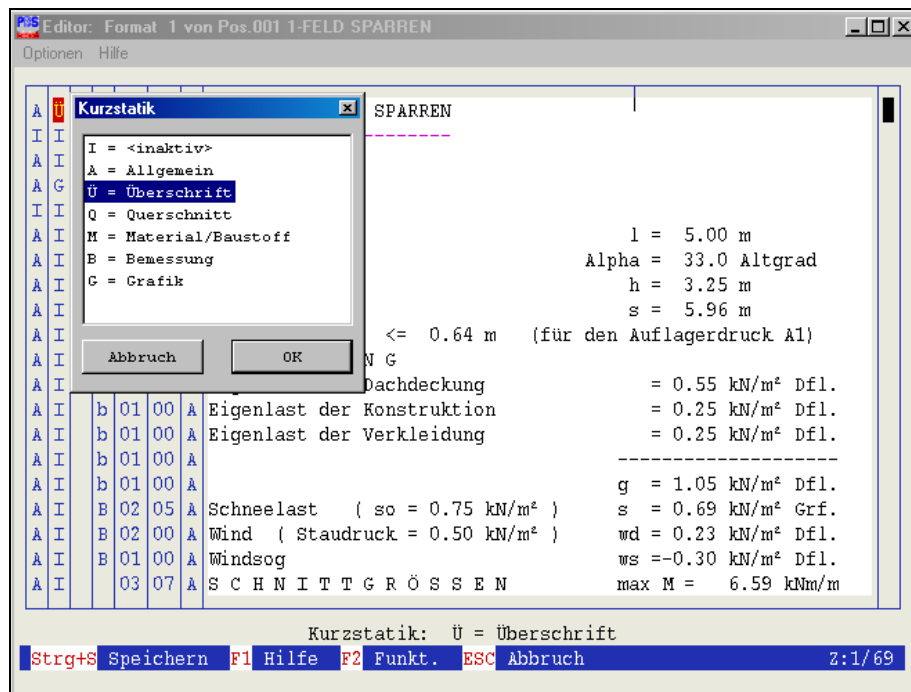 POS Editor: Format 1 von Pos.001 1-FELD SPARREN
Optionen Hilfe
A Ü SPARREN
I I --------
A I
A G
I I
Kurzstatik
I = <inaktiv>
A = Allgemein
Ü = Überschrift
Q = Querschnitt
M = Material/Baustoff
B = Bemessung
G = Grafik
Abbruch OK
A I l = 5.00 m
A I Alpha = 33.0 Altgrad
A I h = 3.25 m
A I s = 5.96 m
A I <= 0.64 m (für den Auflagerdruck A1)
A I N G
A I Dachdeckung = 0.55 kN/m² Dfl.
A I b 01 00 A Eigenlast der Konstruktion = 0.25 kN/m² Dfl.
A I b 01 00 A Eigenlast der Verkleidung = 0.25 kN/m² Dfl.
A I b 01 00 A --------------------
A I b 01 00 A g = 1.05 kN/m² Dfl.
A I B 02 05 A Schneelast ( so = 0.75 kN/m² ) s = 0.69 kN/m² Grf.
A I B 02 00 A Wind ( Staudruck = 0.50 kN/m² ) wd = 0.23 kN/m² Dfl.
A I B 01 00 A Windsog ws =-0.30 kN/m² Dfl.
A I 03 07 A S C H N I T T G R Ö S S E N max M = 6.59 kNm/m
Kurzstatik: Ü = Überschrift
Strg+S Speichern F1 Hilfe F2 Funkt. ESC Abbruch Z:1/69